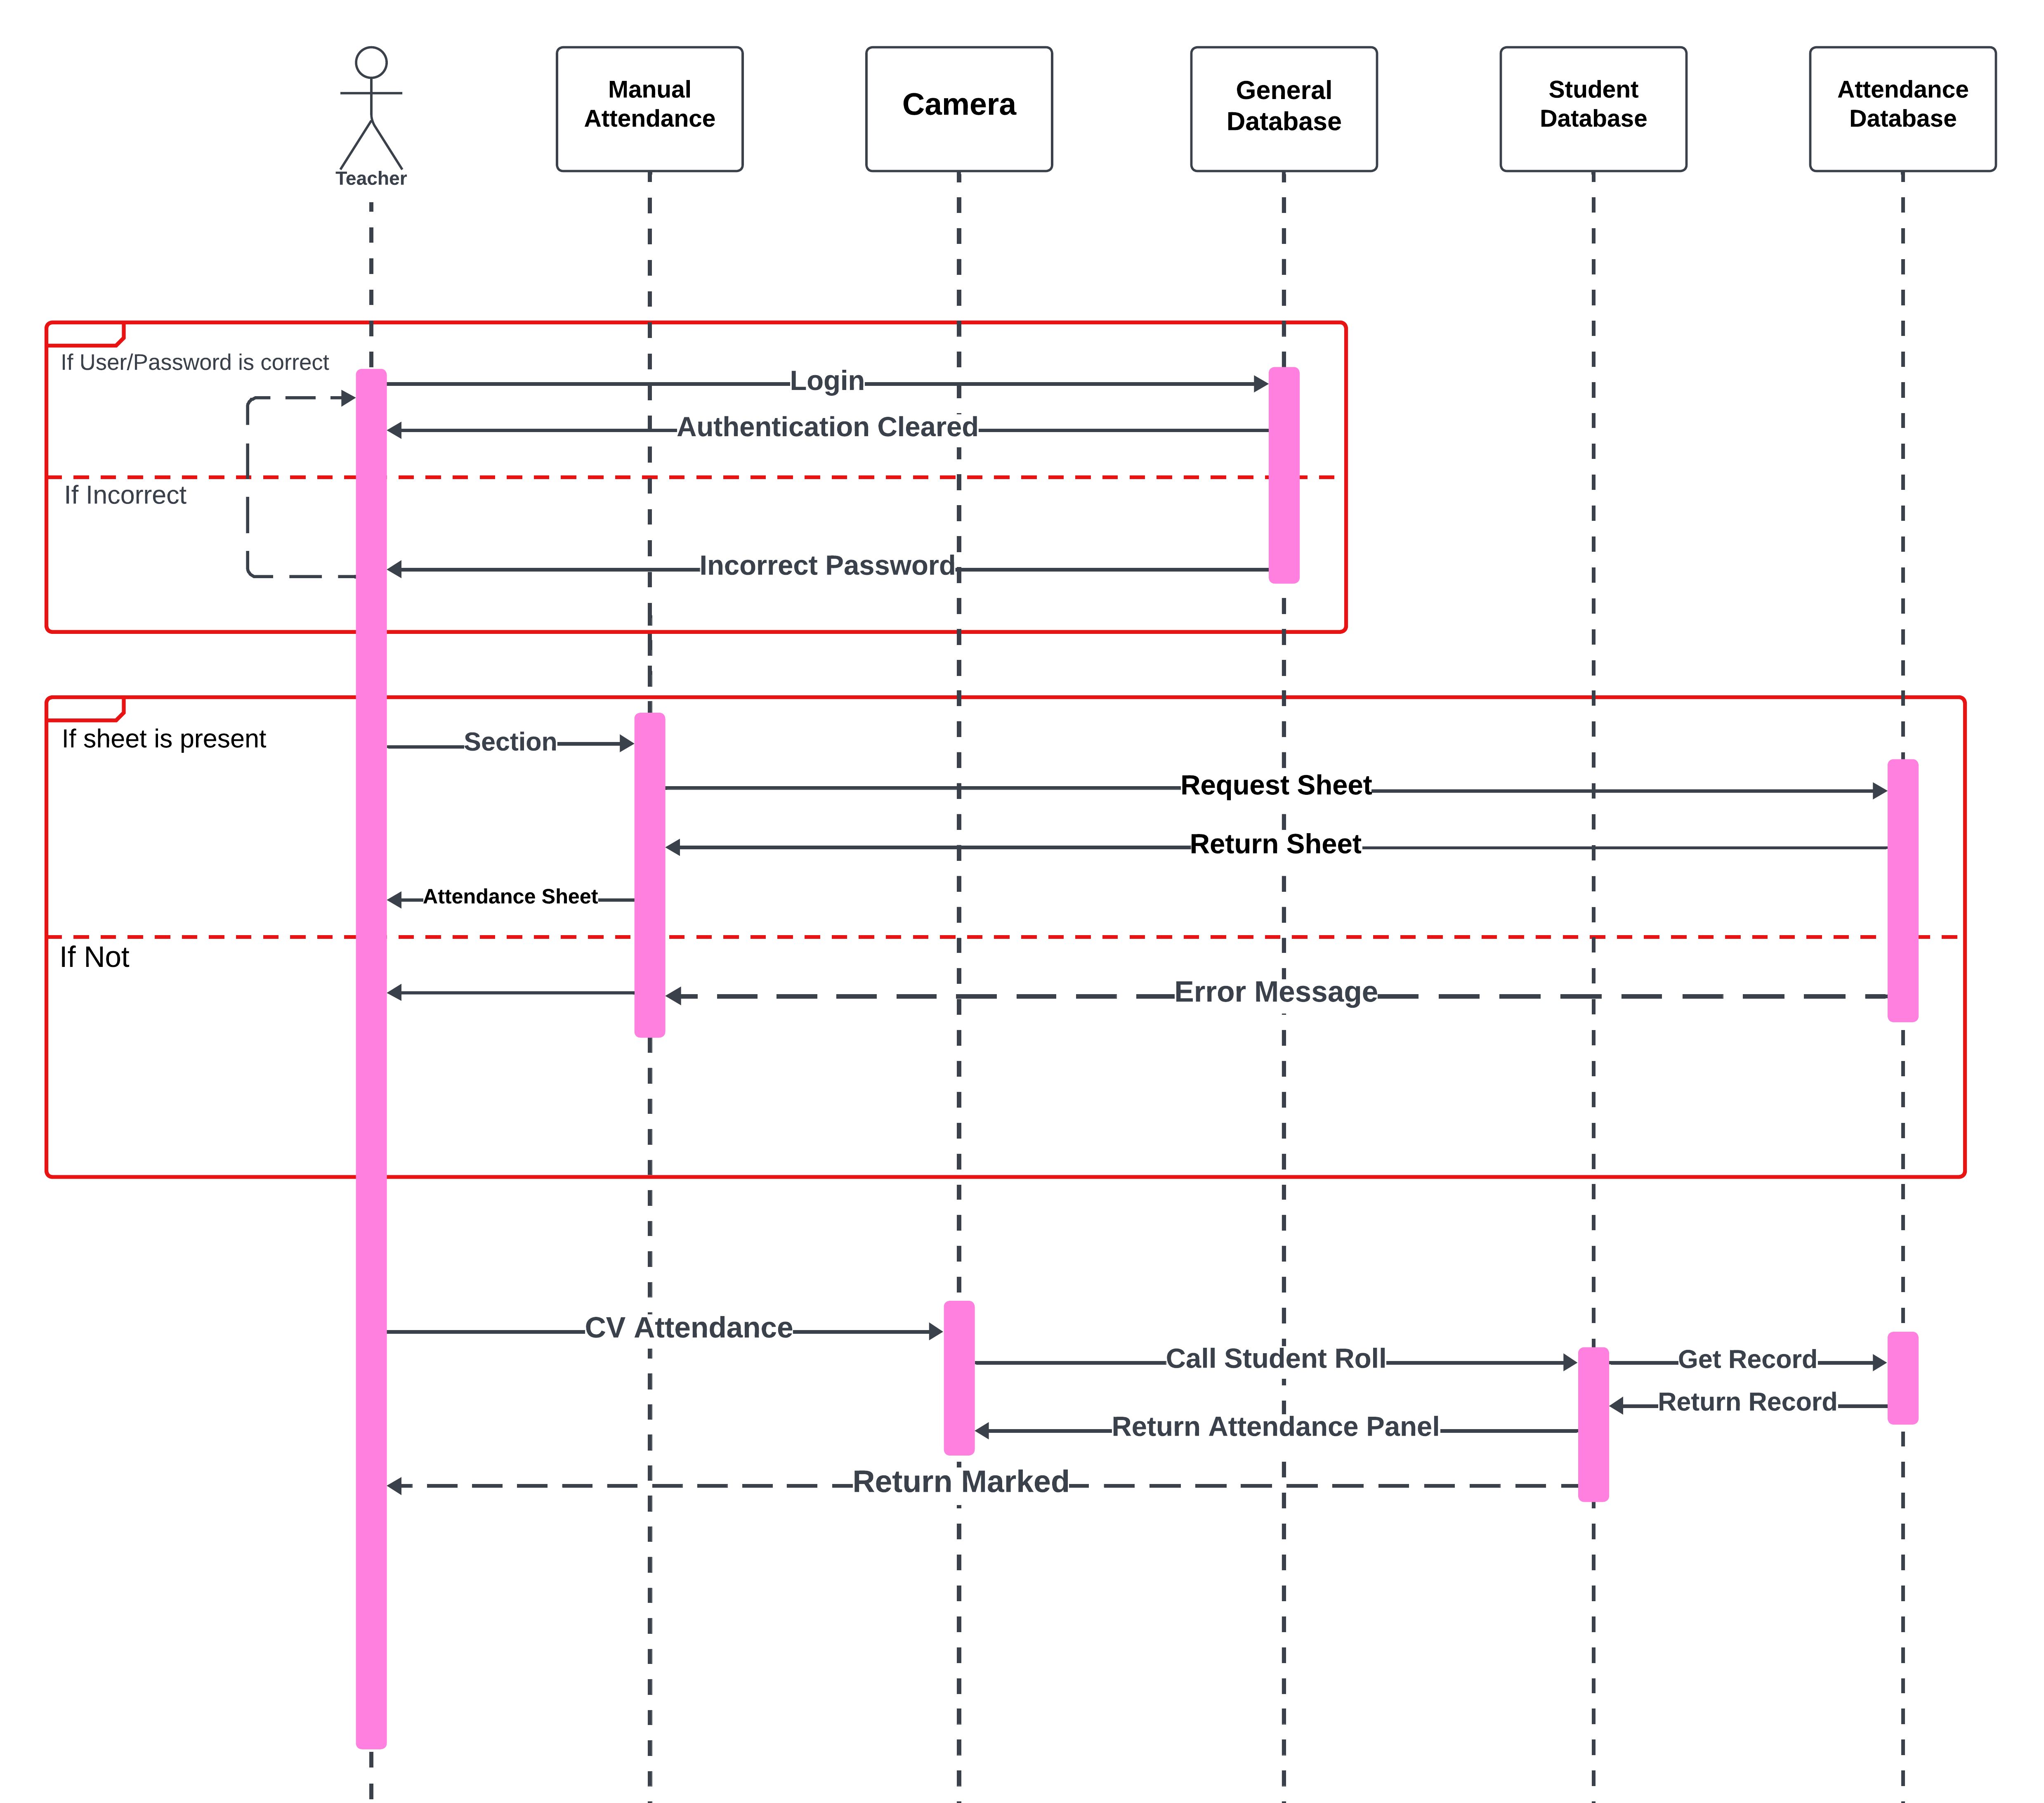 Manual
Attendance
Camera
General
Database
Student
Database
Attendance
Database
Teacher
If User/Password is correct
Login
Authentication Cleared
If Incorrect
Incorrect Password
If sheet is present
Section
Request Sheet
Return Sheet
Attendance Sheet
If Not
Error Message
CV Attendance
Call Student Roll
Get Record
Return Record
Return Attendance Panel
Return Marked